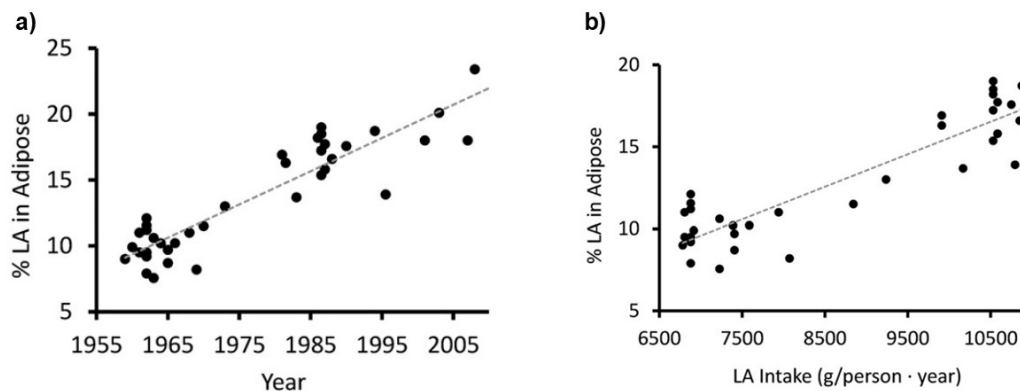 a)
25
20
15
10
5
% LA in Adipose
1955 1965 1975 1985 1995 2005
Year
b)
20
15
10
5
% LA in Adipose
6500 7500 8500 9500 10500
LA Intake (g/person · year)